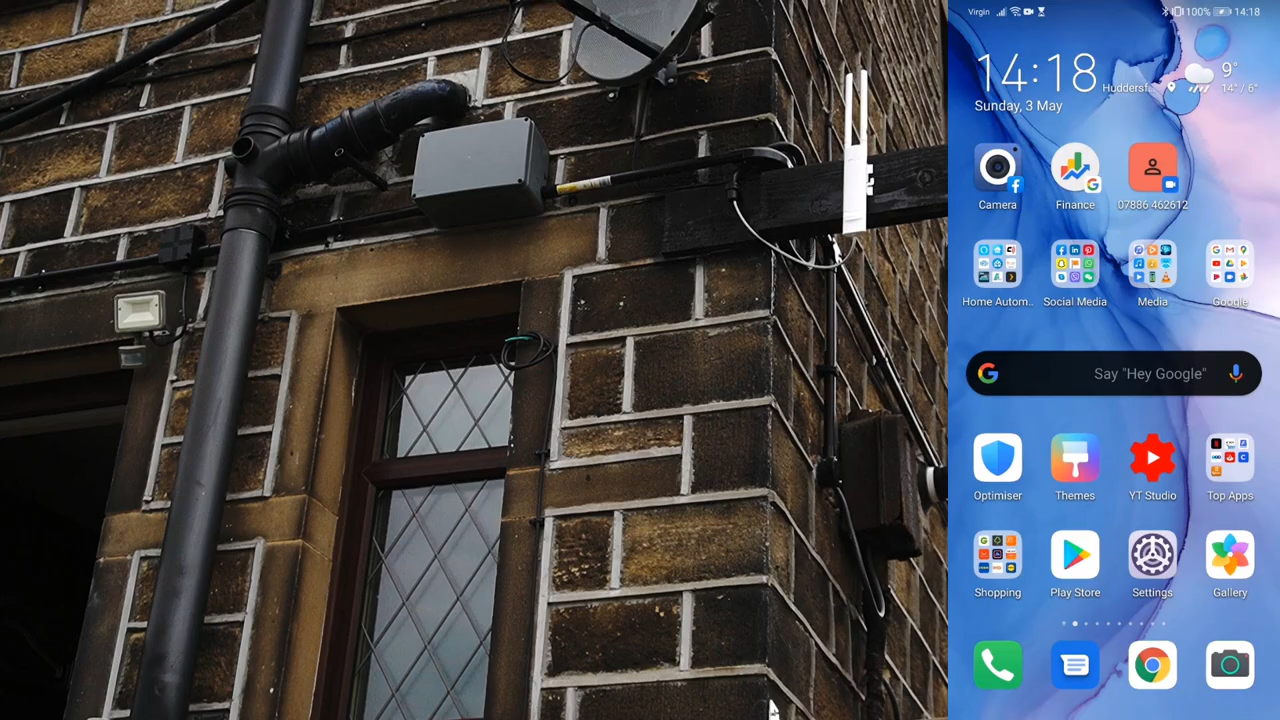 Virgin
100%
14:18
14:18
Huddersf...
9°
14° / 6°
Sunday, 3 May
Camera
Finance
07886 462612
Home Autom..
Social Media
Media
Google
Say "Hey Google"
Optimiser
Themes
YT Studio
Top Apps
Shopping
Play Store
Settings
Gallery